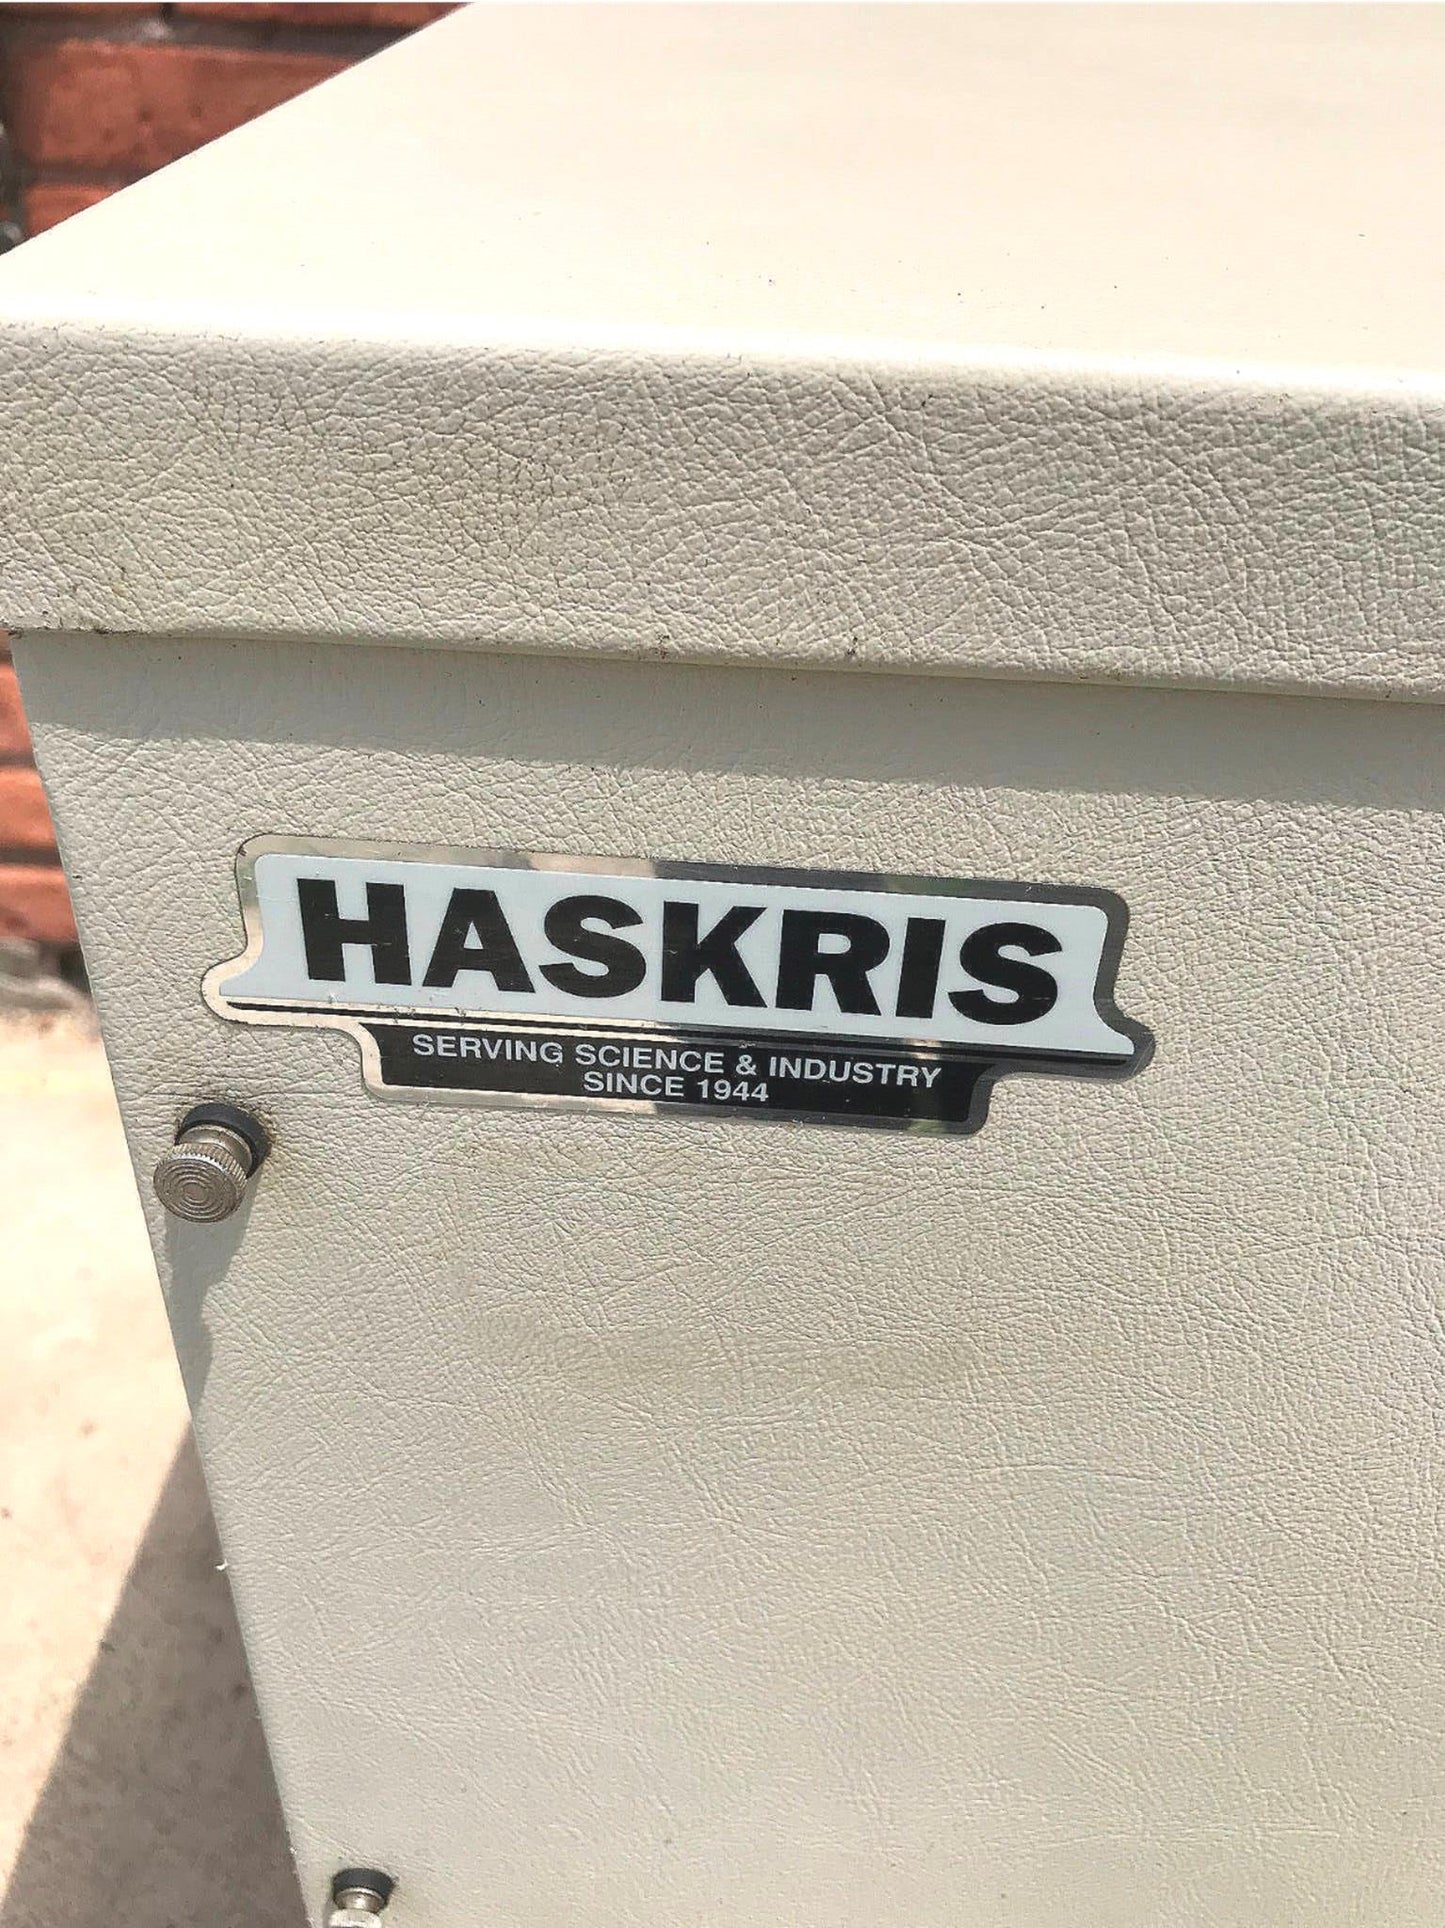 HASKRIS
SERVING SCIENCE & INDUSTRY
SINCE 1944